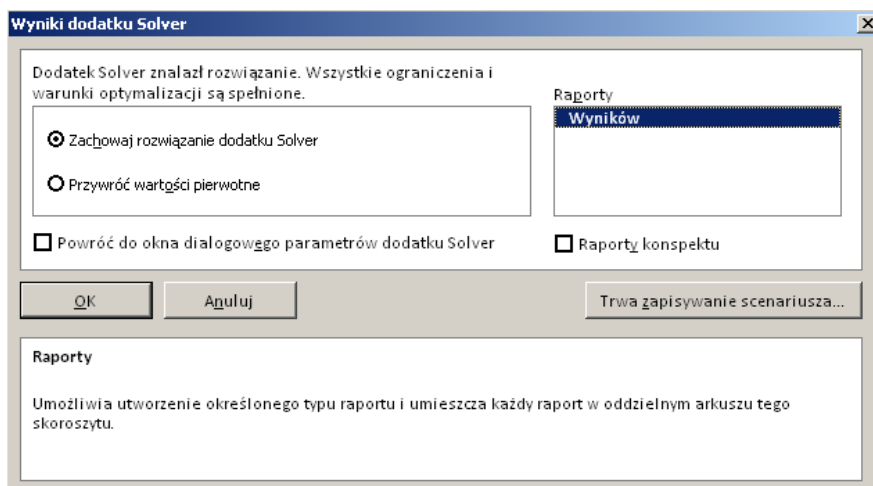 Wyniki dodatku Solver
Dodatek Solver znalazł rozwiązanie. Wszystkie ograniczenia i
warunki optymalizacji są spełnione.
Zachowaj rozwiązanie dodatku Solver
Przywróć wartości pierwotne
Raporty
Wyników
Powróć do okna dialogowego parametrów dodatku Solver
Raporty konspektu
OK
Anuluj
Trwa zapisywanie scenariusza...
Raporty
Umożliwia utworzenie określonego typu raportu i umieszcza każdy raport w oddzielnym arkuszu tego
skoroszytu.